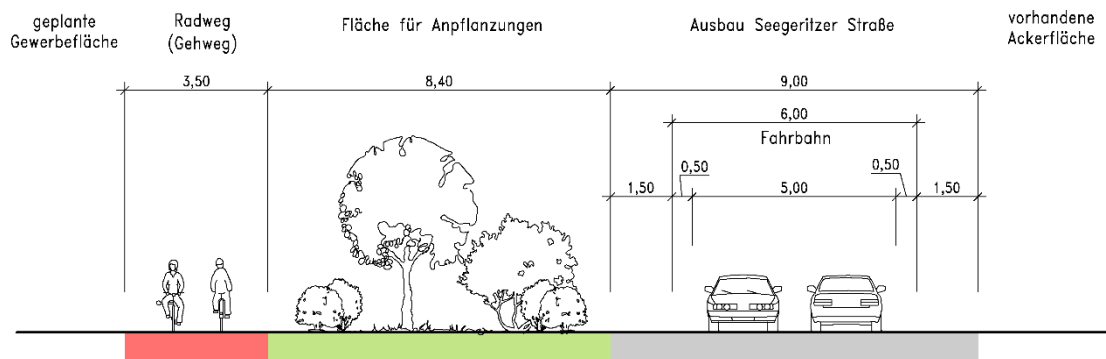 geplante
Gewerbefläche
Radweg
(Gehweg)
Fläche für Anpflanzungen
Ausbau Seegeritzer Straße
vorhandene
Ackerfläche
3,50
8,40
9,00
6,00
Fahrbahn
0,50
0,50
1,50
5,00
1,50